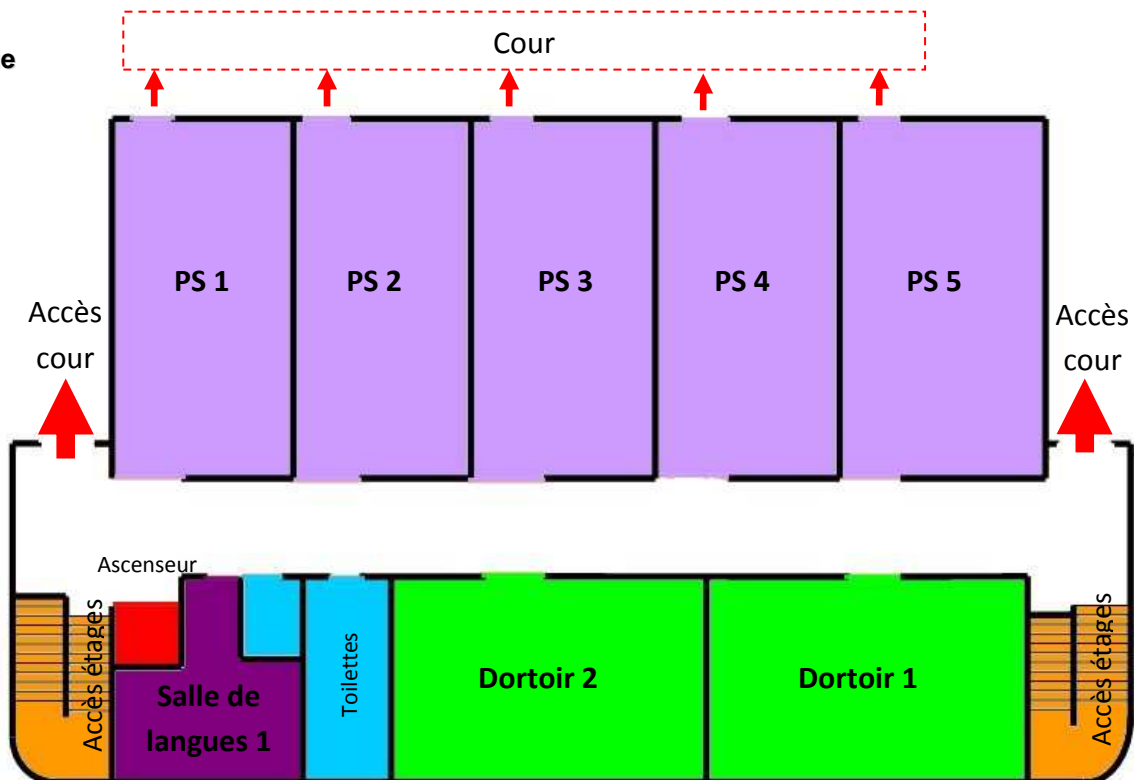 e
Cour
PS 1
PS 2
PS 3
PS 4
PS 5
Accès
cour
Accès
cour
Ascenseur
Accès étages
Salle de
langues 1
Toilettes
Dortoir 2
Dortoir 1
Accès étages